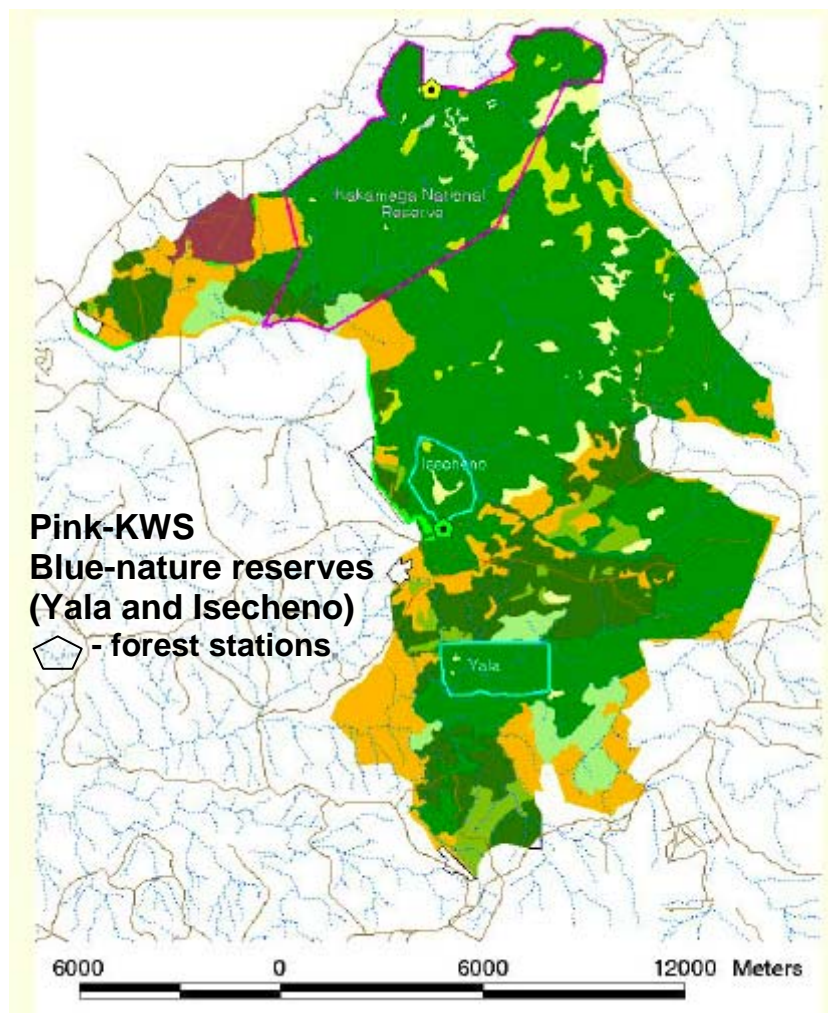 Kakamega National
Reserve
Isecheno
Pink-KWS
Blue-nature reserves
(Yala and Isecheno)
- forest stations
Yala
6000 0 6000 12000 Meters